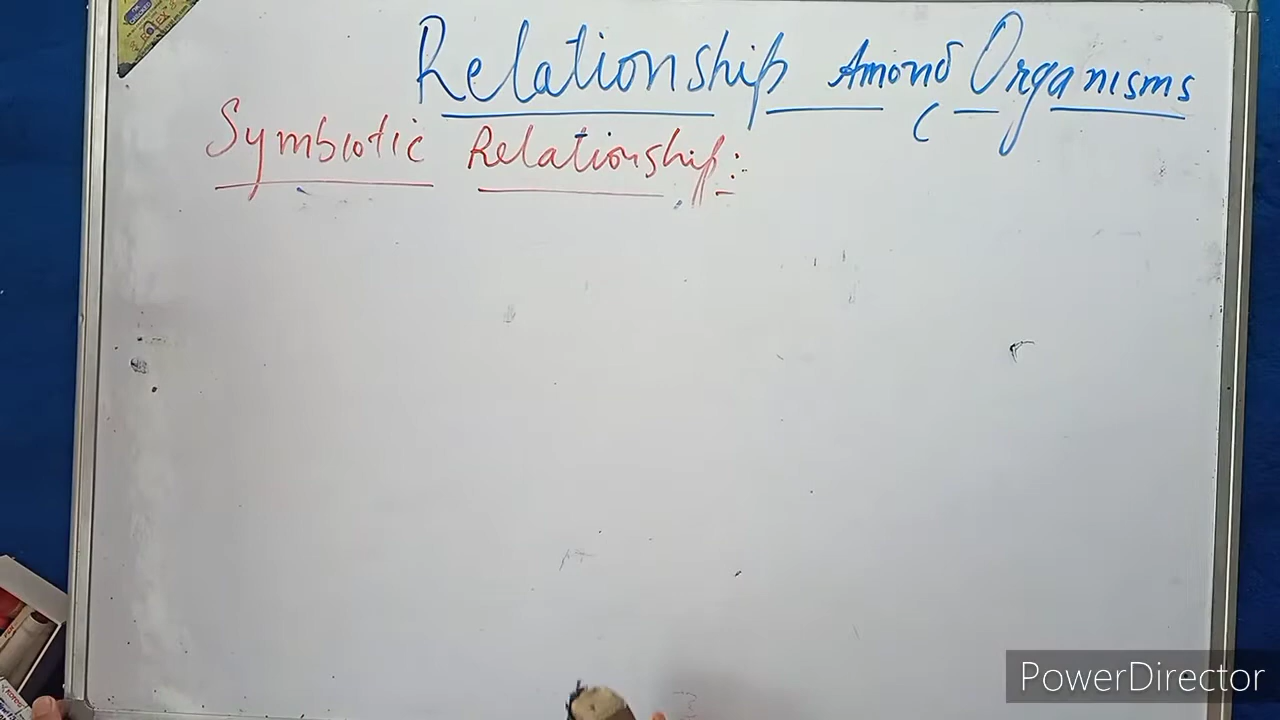 Relationship Among Organisms
Symbiotic Relationship:
PowerDirector